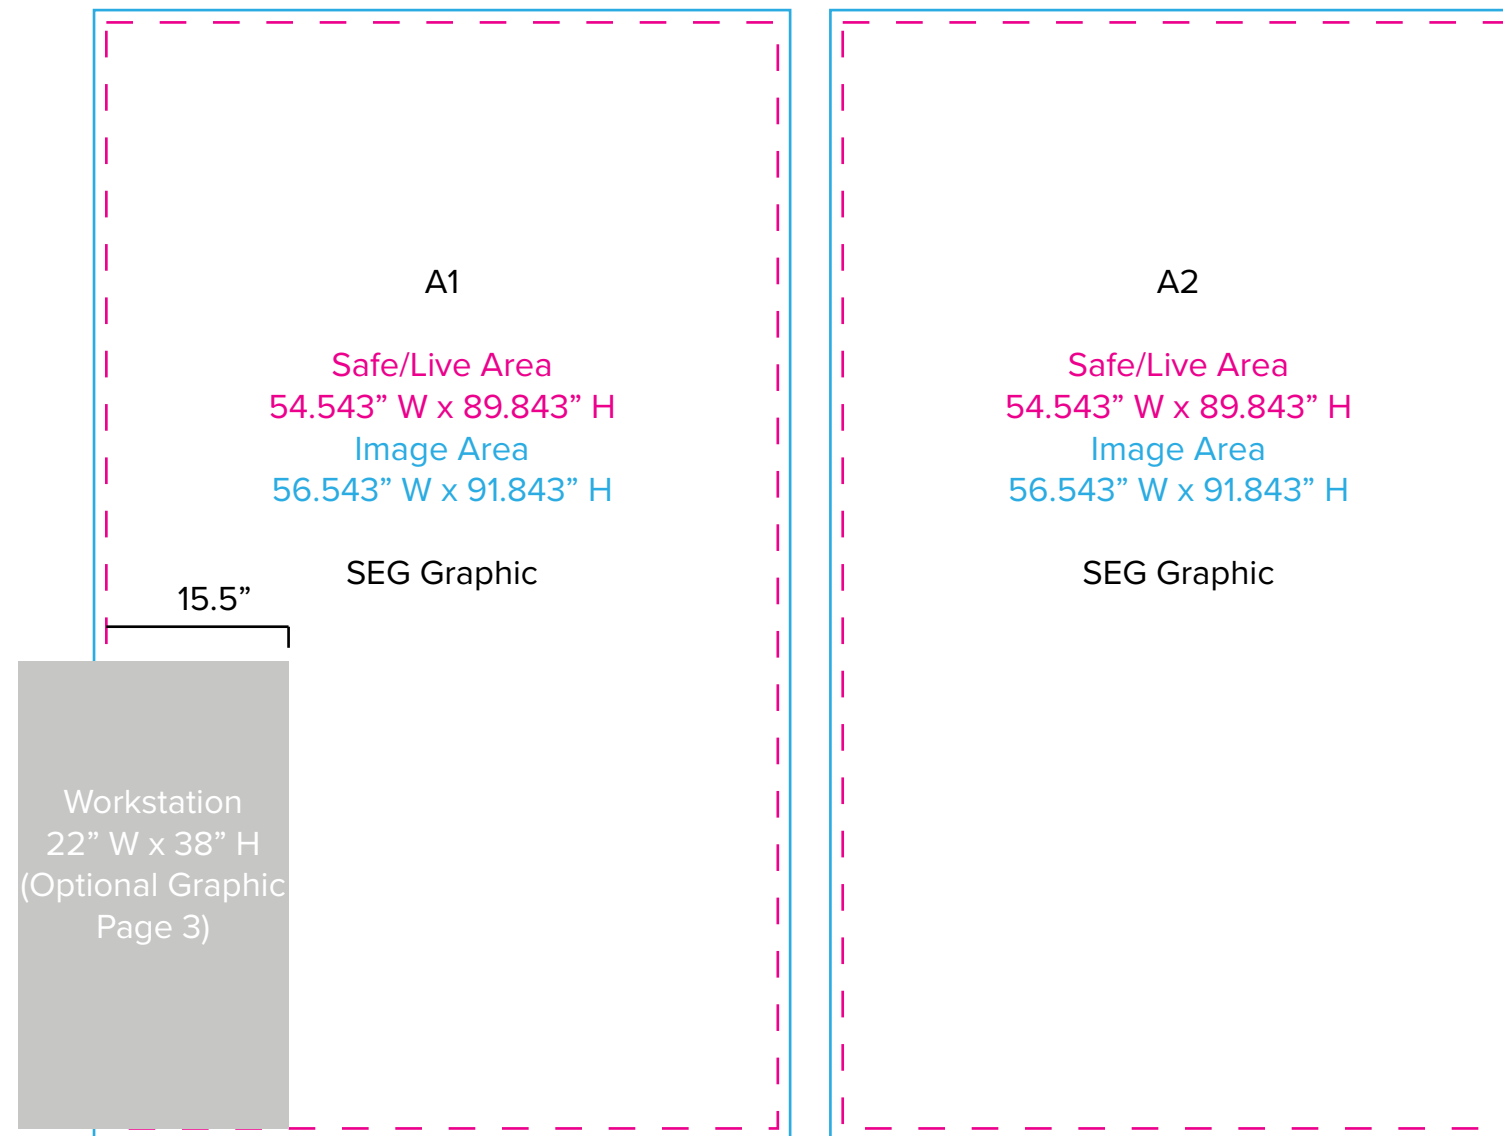 A1
Safe/Live Area
54.543” W x 89.843” H
Image Area
56.543” W x 91.843” H
SEG Graphic
15.5”
Workstation
22” W x 38” H
(Optional Graphic
Page 3)
A2
Safe/Live Area
54.543” W x 89.843” H
Image Area
56.543” W x 91.843” H
SEG Graphic